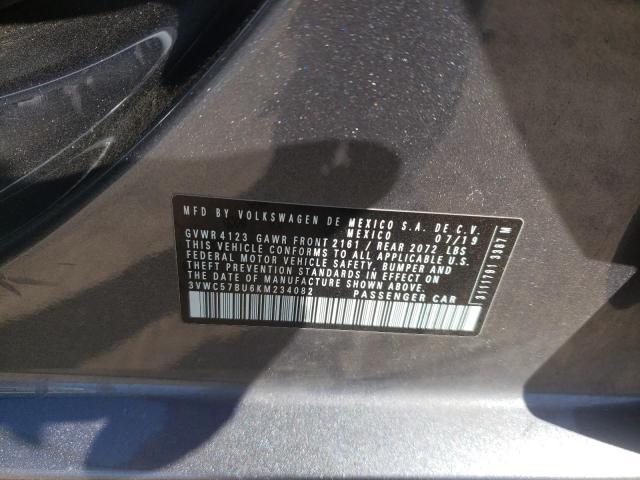 MFD BY VOLKSWAGEN DE MEXICO S.A. DE C.V.
MEXICO 07/19
GVWR 4123 GAWR FRONT 2161 / REAR 2072 LBS
THIS VEHICLE CONFORMS TO ALL APPLICABLE U.S.
FEDERAL MOTOR VEHICLE SAFETY, BUMPER AND
THEFT PREVENTION STANDARDS IN EFFECT ON
THE DATE OF MANUFACTURE SHOWN ABOVE.
3VWC57BU6KM234082 PASSENGER CAR
3111791 3367 M